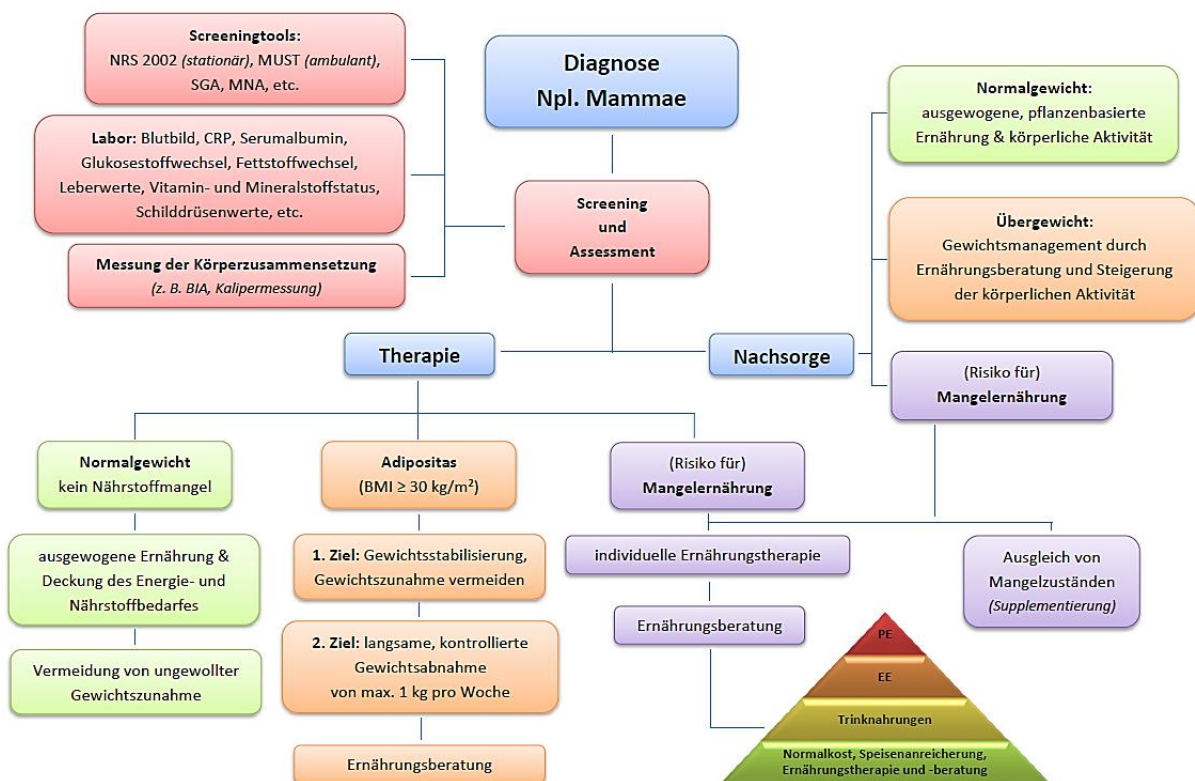 Screeningtools:
NRS 2002 (stationär), MUST (ambulant),
SGA, MNA, etc.
Labor: Blutbild, CRP, Serumalbumin,
Glukosestoffwechsel, Fettstoffwechsel,
Leberwerte, Vitamin- und Mineralstoffstatus,
Schilddrüsenwerte, etc.
Messung der Körperzusammensetzung
(z. B. BIA, Kalipermessung)
Diagnose
Npl. Mammae
Screening
und
Assessment
Normalgewicht:
ausgewogene, pflanzenbasierte
Ernährung & körperliche Aktivität
Übergewicht:
Gewichtsmanagement durch
Ernährungsberatung und Steigerung
der körperlichen Aktivität
Therapie
Nachsorge
(Risiko für)
Mangelernährung
Normalgewicht
kein Nährstoffmangel
ausgewogene Ernährung &
Deckung des Energie- und
Nährstoffbedarfes
Vermeidung von ungewollter
Gewichtszunahme
Adipositas
(BMI ≥ 30 kg/m²)
1. Ziel: Gewichtsstabilisierung,
Gewichtszunahme vermeiden
2. Ziel: langsame, kontrollierte
Gewichtsabnahme
von max. 1 kg pro Woche
Ernährungsberatung
(Risiko für)
Mangelernährung
individuelle Ernährungstherapie
Ernährungsberatung
Ausgleich von
Mangelzuständen
(Supplementierung)
PE
EE
Trinknahrungen
Normalkost, Speisenanreicherung,
Ernährungstherapie und -beratung